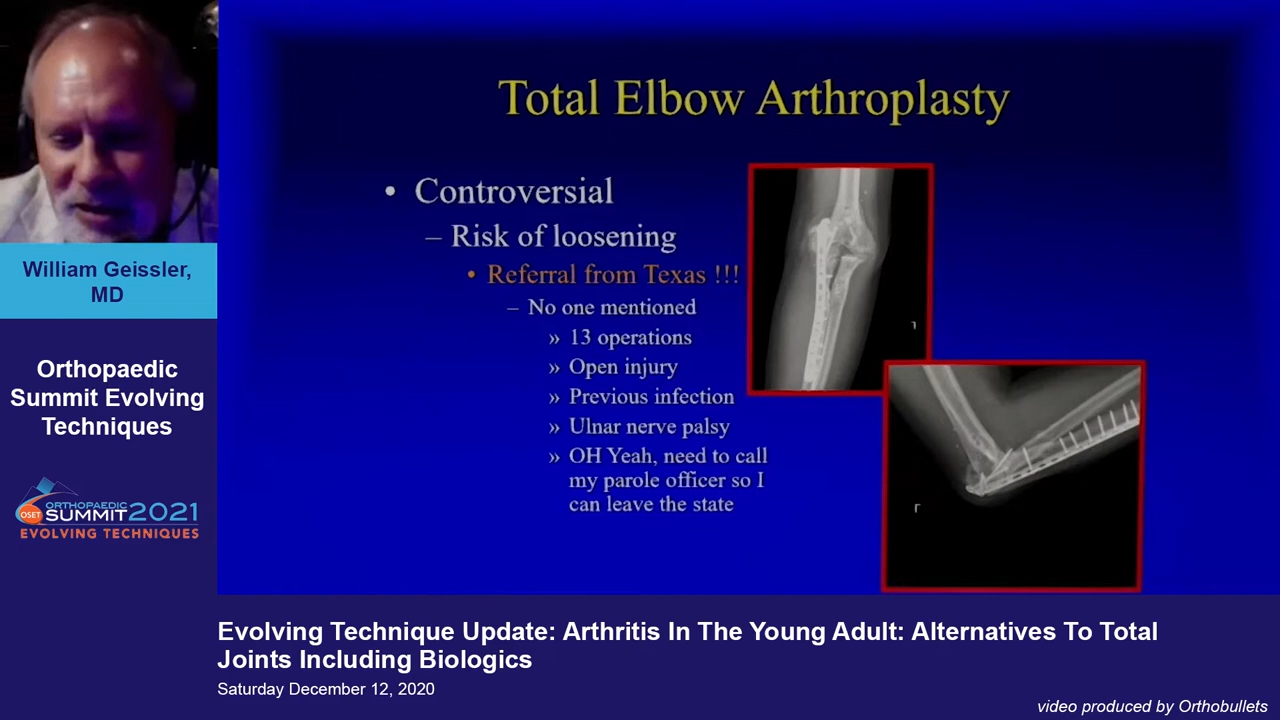 Total Elbow Arthroplasty
• Controversial
– Risk of loosening
• Referral from Texas !!!
– No one mentioned
» 13 operations
» Open injury
» Previous infection
» Ulnar nerve palsy
» OH Yeah, need to call
my parole officer so I
can leave the state
William Geissler,
MD
Orthopaedic
Summit Evolving
Techniques
OSET
ORTHOPAEDIC
SUMMIT 2021
EVOLVING TECHNIQUES
Evolving Technique Update: Arthritis In The Young Adult: Alternatives To Total
Joints Including Biologics
Saturday December 12, 2020
video produced by Orthobullets